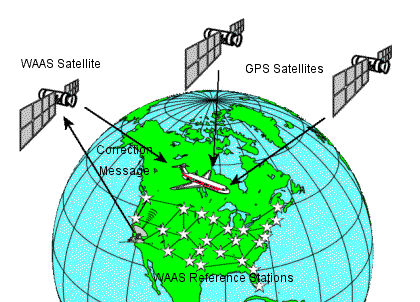 WAAS Satellite
GPS Satellites
Correction
Message
WAAS Reference Stations